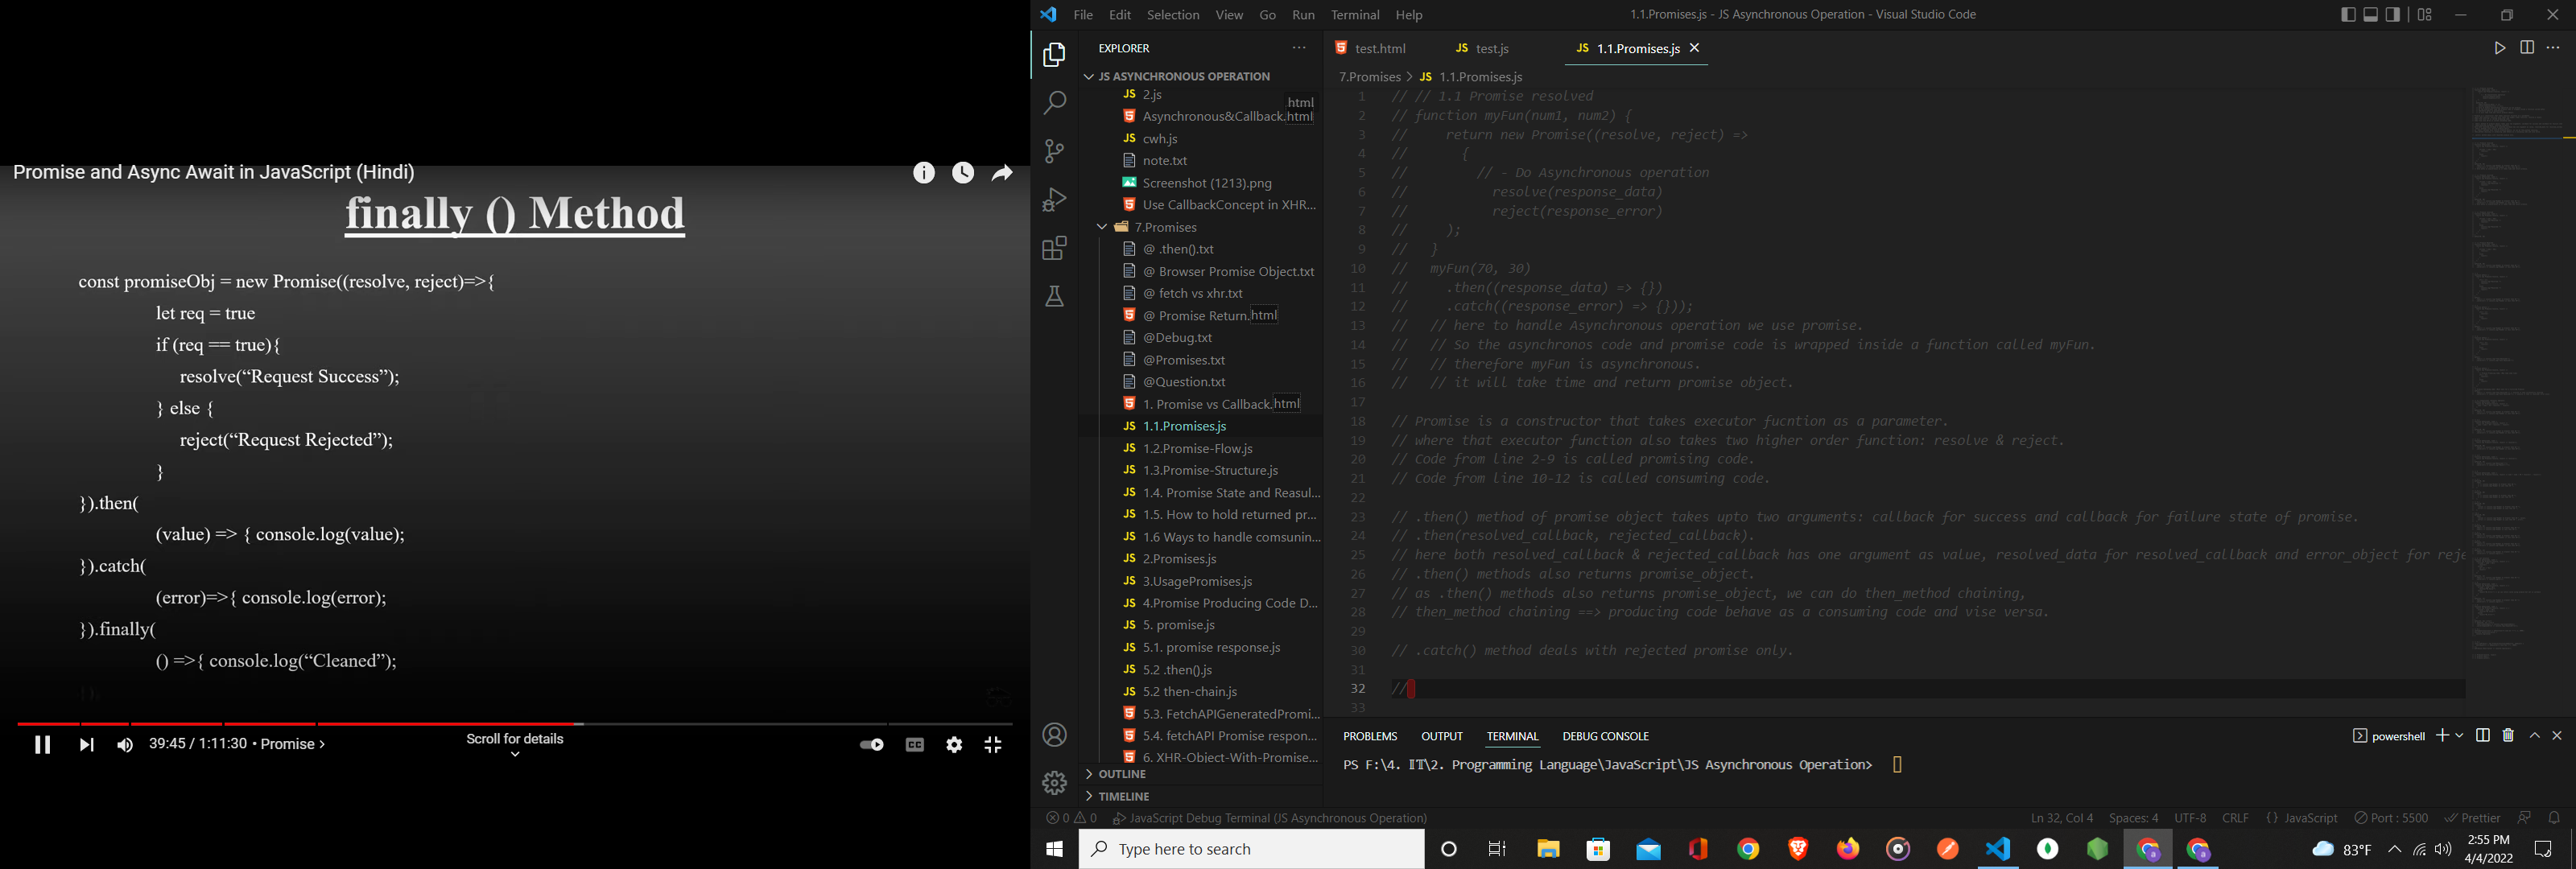 Promise and Async Await in JavaScript (Hindi)
finally () Method
const promiseObj = new Promise((resolve, reject)=>{
let req = true
if (req == true){
resolve(“Request Success”);
} else {
reject(“Request Rejected”);
}
}).then(
(value) => { console.log(value);
}).catch(
(error)=>{ console.log(error);
}).finally(
() =>{ console.log(“Cleaned”);
39:45 / 1:11:30 • Promise >
Scroll for details
CC
File Edit Selection View Go Run Terminal Help
1.1.Promises.js - JS Asynchronous Operation - Visual Studio Code
EXPLORER
JS ASYNCHRONOUS OPERATION
JS 2.js
.html
Asynchronous&Callback.html
JS cwh.js
note.txt
Screenshot (1213).png
Use CallbackConcept in XHR...
7.Promises
@ .then().txt
@ Browser Promise Object.txt
@ fetch vs xhr.txt
@ Promise Return.html
@Debug.txt
@Promises.txt
@Question.txt
1. Promise vs Callback.html
JS 1.1.Promises.js
JS 1.2.Promise-Flow.js
JS 1.3.Promise-Structure.js
JS 1.4. Promise State and Reasul...
JS 1.5. How to hold returned pr...
JS 1.6 Ways to handle comsunin...
JS 2.Promises.js
JS 3.UsagePromises.js
JS 4.Promise Producing Code D...
JS 5. promise.js
JS 5.1. promise response.js
JS 5.2 .then().js
JS 5.2 then-chain.js
5.3. FetchAPIGeneratedPromi...
5.4. fetchAPI Promise respon...
6. XHR-Object-With-Promise...
OUTLINE
TIMELINE
test.html JS test.js JS 1.1.Promises.js
7.Promises > JS 1.1.Promises.js
1 // // 1.1 Promise resolved
2 // function myFun(num1, num2) {
3 // return new Promise((resolve, reject) =>
4 // {
5 // // - Do Asynchronous operation
6 // resolve(response_data)
7 // reject(response_error)
8 // );
9 // }
10 // myFun(70, 30)
11 // .then((response_data) => {})
12 // .catch((response_error) => {}));
13 // // here to handle Asynchronous operation we use promise.
14 // // So the asynchronos code and promise code is wrapped inside a function called myFun.
15 // // therefore myFun is asynchronous.
16 // // it will take time and return promise object.
17
18 // Promise is a constructor that takes executor fucntion as a parameter.
19 // where that executor function also takes two higher order function: resolve & reject.
20 // Code from line 2-9 is called promising code.
21 // Code from line 10-12 is called consuming code.
22
23 // .then() method of promise object takes upto two arguments: callback for success and callback for failure state of promise.
24 // .then(resolved_callback, rejected_callback).
25 // here both resolved_callback & rejected_callback has one argument as value, resolved_data for resolved_callback and error_object for reje
26 // .then() methods also returns promise_object.
27 // as .then() methods also returns promise_object, we can do then_method chaining,
28 // then_method chaining ==> producing code behave as a consuming code and vise versa.
29
30 // .catch() method deals with rejected promise only.
31
32 //
33
PROBLEMS OUTPUT TERMINAL DEBUG CONSOLE
powershell
PS F:\4. IT\2. Programming Language\JavaScript\JS Asynchronous Operation>
0 0 JavaScript Debug Terminal (JS Asynchronous Operation)
Ln 32, Col 4 Spaces: 4 UTF-8 CRLF {} JavaScript Port : 5500 Prettier
Type here to search
83°F
2:55 PM
4/4/2022